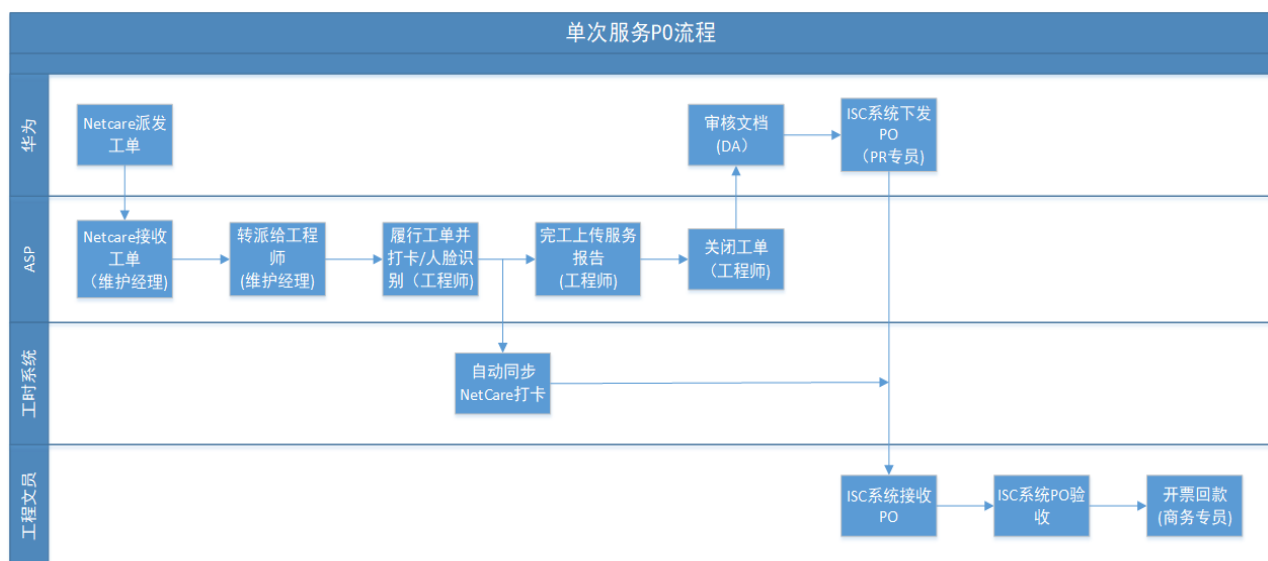 单次服务PO流程
华为
Netcare派发
工单
审核文档
(DA）
ISC系统下发
PO
（PR专员)
ASP
Netcare接收
工单
（维护经理)
转派给工程
师
(维护经理)
履行工单并
打卡/人脸识
别（工程师)
完工上传服务
报告
(工程师)
关闭工单
（工程师)
工时系统
自动同步
NetCare打卡
工程文员
ISC系统接收
PO
ISC系统PO验
收
开票回款
(商务专员)